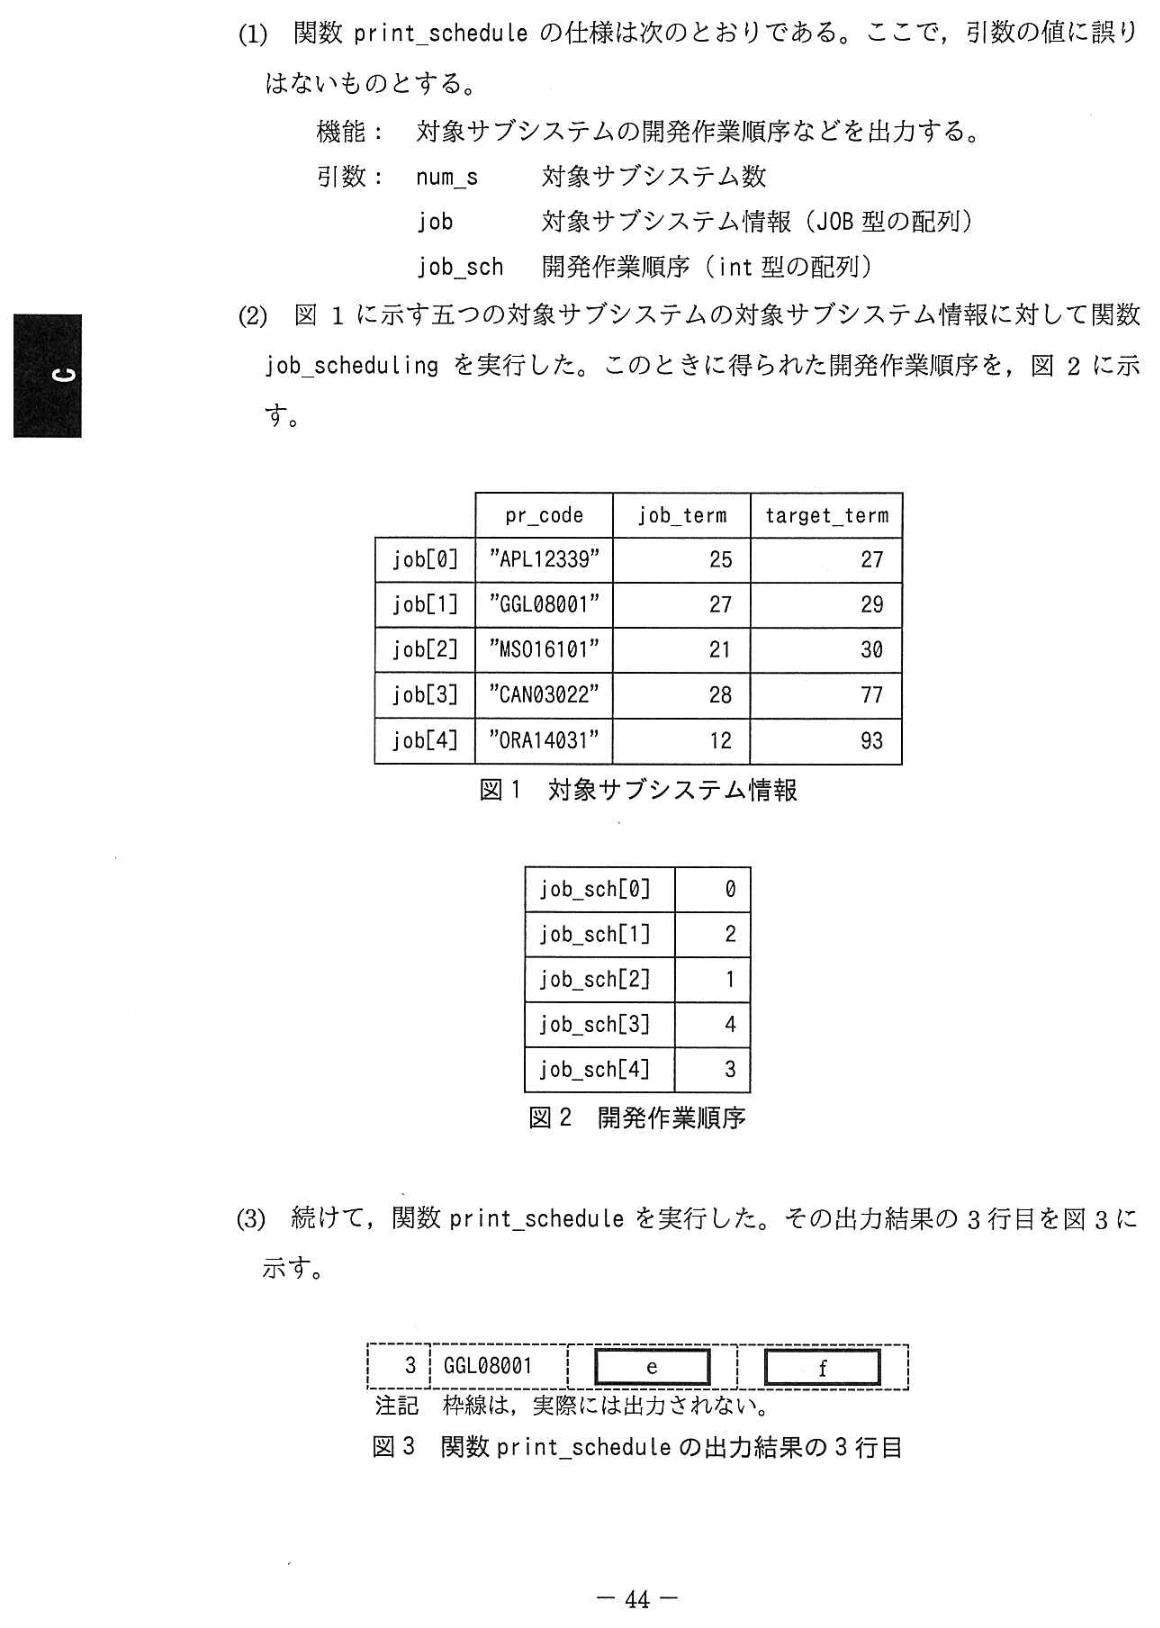 (1) 関数 print_schedule の仕様は次のとおりである。ここで，引数の値に誤り
はないものとする。
機能： 対象サブシステムの開発作業順序などを出力する。
引数： num_s 対象サブシステム数
job 対象サブシステム情報（JOB 型の配列）
job_sch 開発作業順序（int 型の配列）
(2) 図 1 に示す五つの対象サブシステムの対象サブシステム情報に対して関数
job_scheduling を実行した。このときに得られた開発作業順序を，図 2 に示
す。
C
pr_code job_term target_term
job[0] ”APL12339” 25 27
job[1] ”GGL08001” 27 29
job[2] ”MSO16101” 21 30
job[3] ”CAN03022” 28 77
job[4] ”ORA14031” 12 93
図 1 対象サブシステム情報
job_sch[0] 0
job_sch[1] 2
job_sch[2] 1
job_sch[3] 4
job_sch[4] 3
図 2 開発作業順序
(3) 続けて，関数 print_schedule を実行した。その出力結果の 3 行目を図 3 に
示す。
3 GGL08001 e f
注記 枠線は，実際には出力されない。
図 3 関数 print_schedule の出力結果の 3 行目
－ 44 －